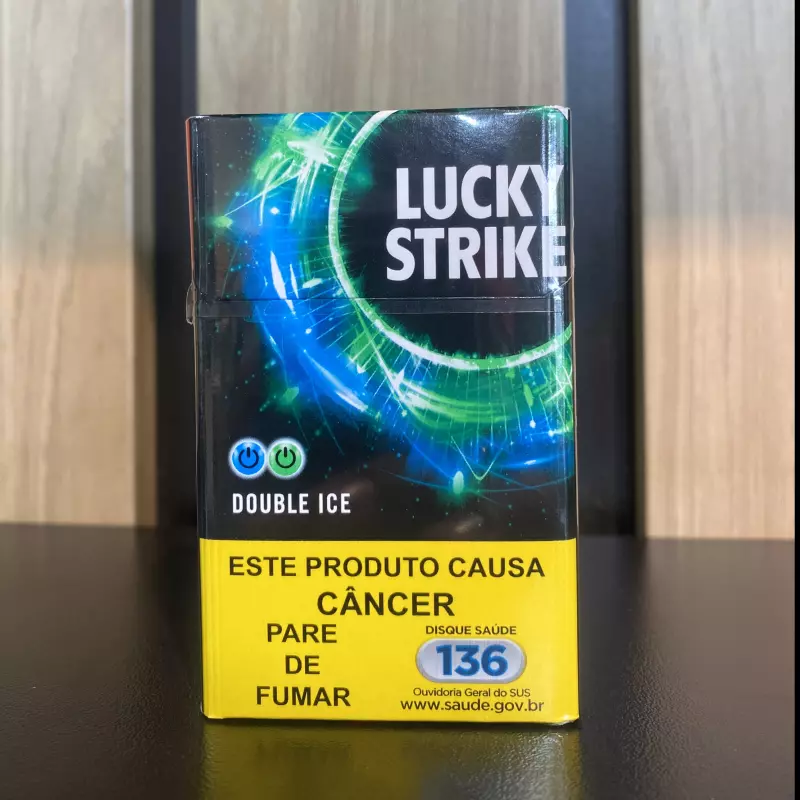 LUCKY
STRIKE
DOUBLE ICE
ESTE PRODUTO CAUSA
CÂNCER
PARE
DE
FUMAR
DISQUE SAÚDE
136
Ouvidoria Geral do SUS
www.saude.gov.br